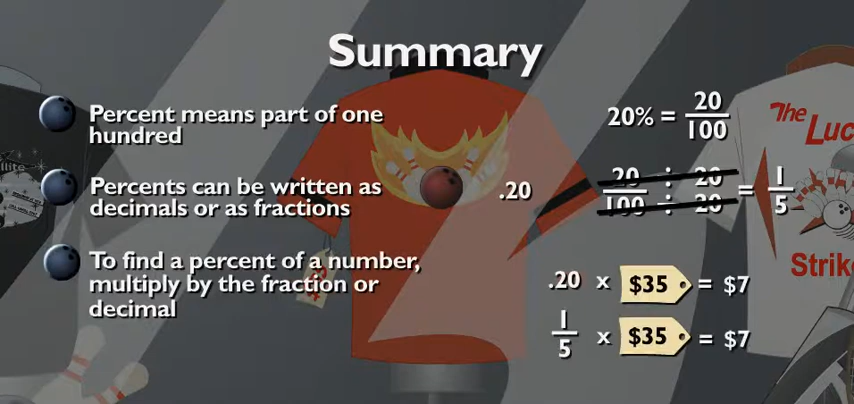 Summary
Percent means part of one
hundred
20% = 20/100
Percents can be written as
decimals or as fractions
.20
20/100 ÷ 20/20 = 1/5
To find a percent of a number,
multiply by the fraction or
decimal
.20 x $35 = $7
1/5 x $35 = $7
The
Luc
Strik